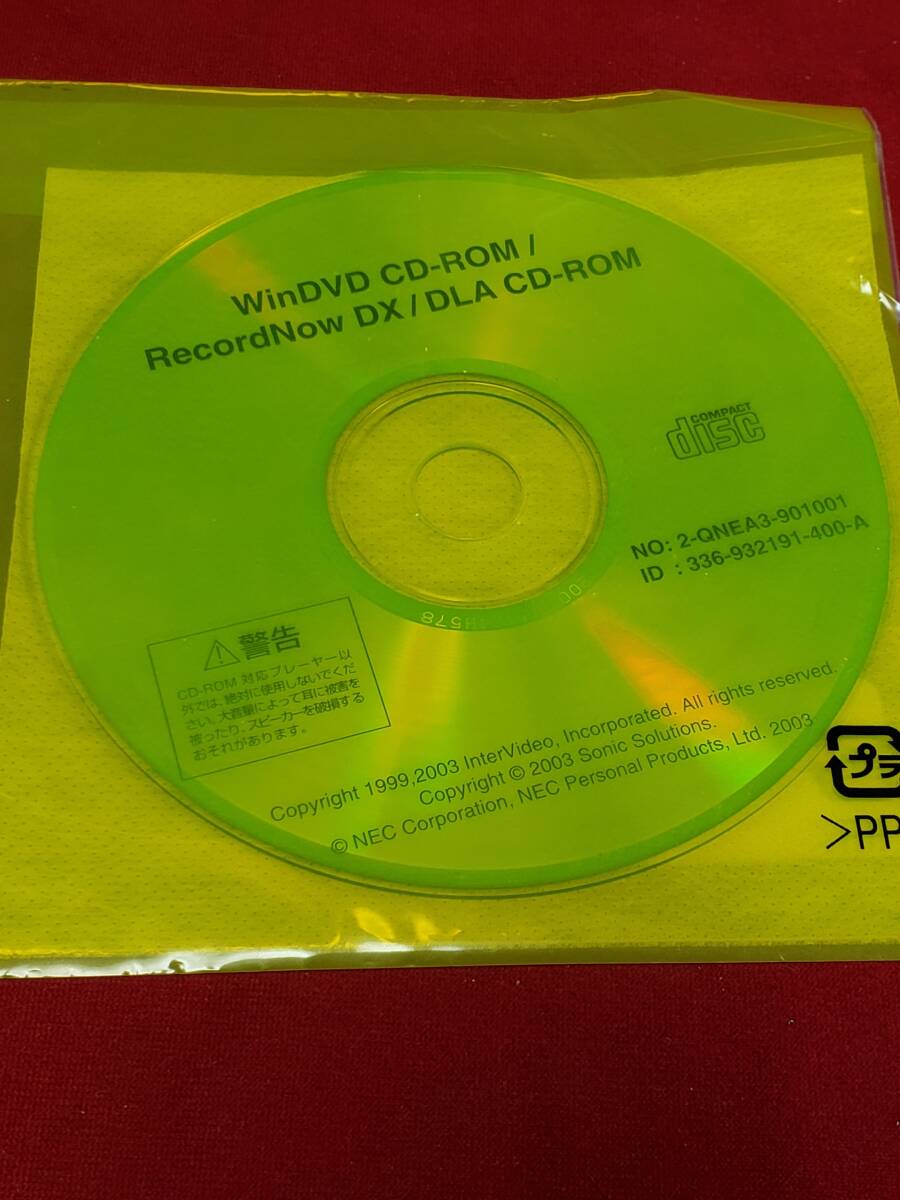 WinDVD CD-ROM /
RecordNow DX / DLA CD-ROM
COMPACT
disc
NO: 2-QNEA3-901001
ID : 336-932191-400-A
警告
CD-ROM 対応プレーヤー以
外では、絶対に使用しないでくだ
さい。大音量によって耳に被害を
被ったり、スピーカーを破損する
おそれがあります。
Copyright 1999,2003 InterVideo, Incorporated. All rights reserved.
Copyright © 2003 Sonic Solutions.
© NEC Corporation, NEC Personal Products, Ltd. 2003
プラ
>PP